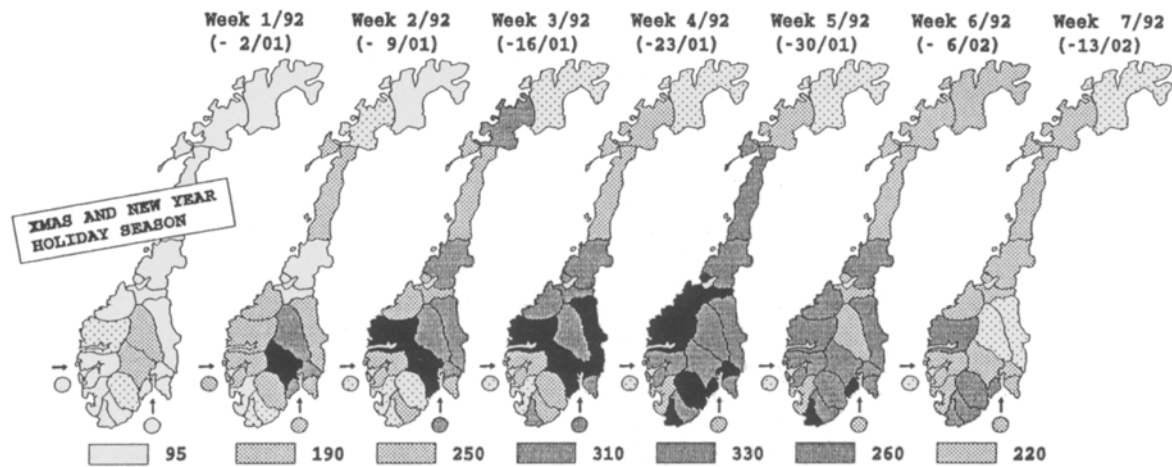 Week 1/92 Week 2/92 Week 3/92 Week 4/92 Week 5/92 Week 6/92 Week 7/92
(- 2/01) (- 9/01) (-16/01) (-23/01) (-30/01) (- 6/02) (-13/02)
XMAS AND NEW YEAR
HOLIDAY SEASON
95 190 250 310 330 260 220